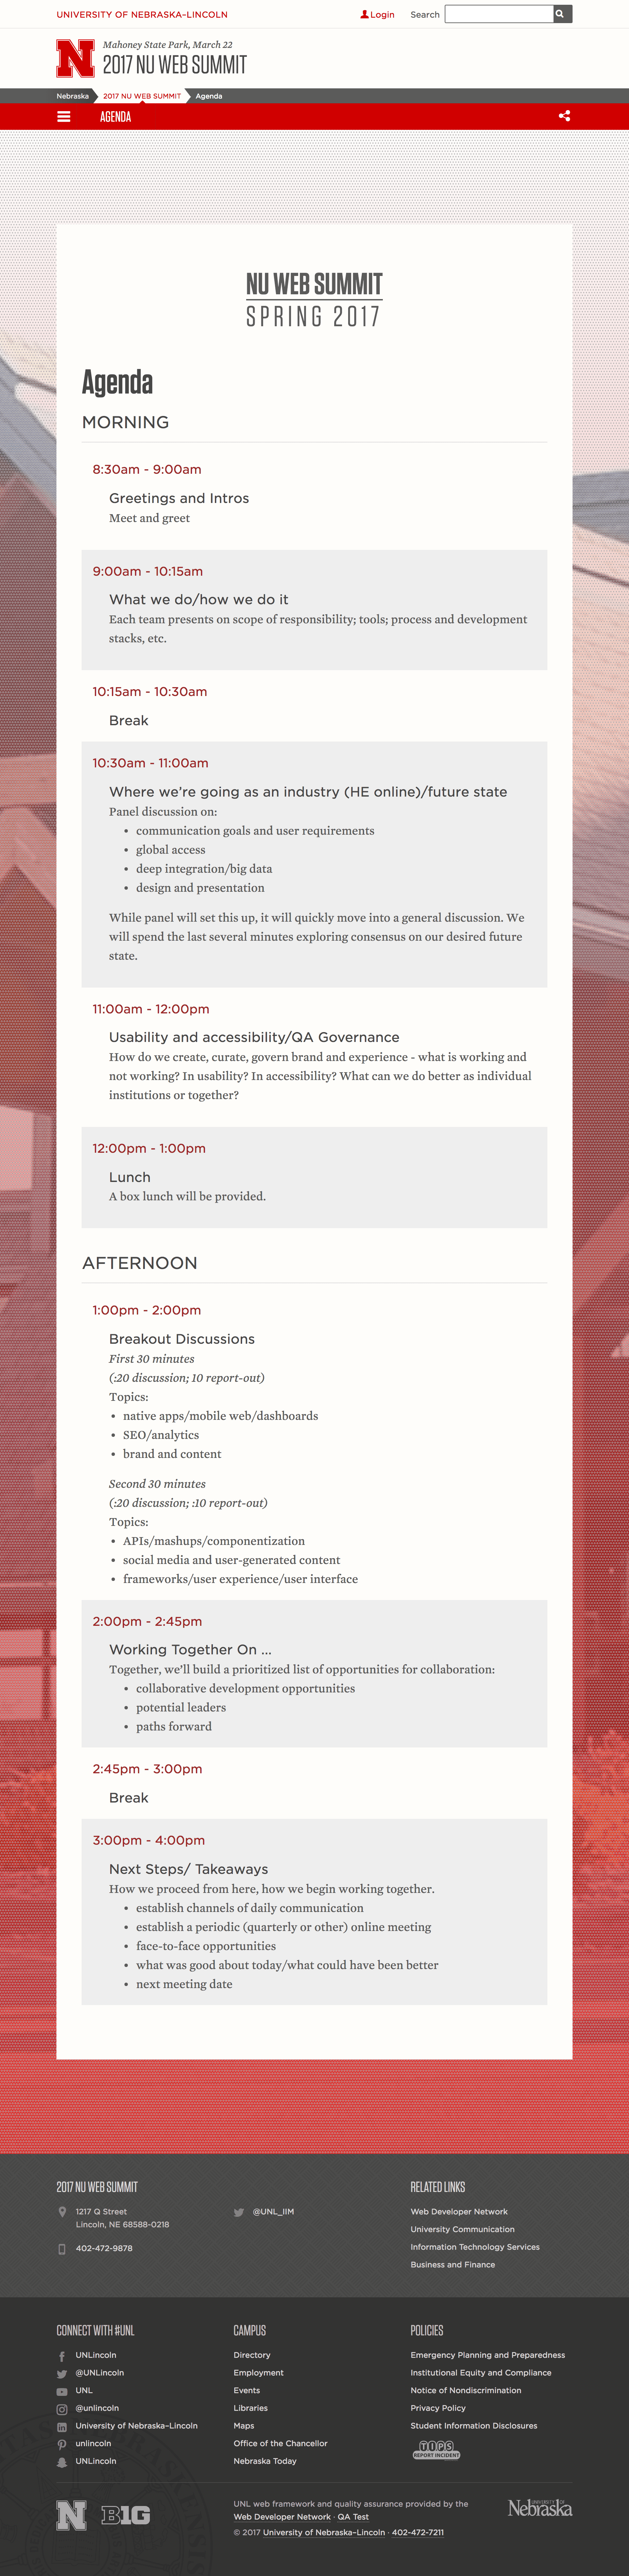 UNIVERSITY OF NEBRASKA–LINCOLN
Login
Search
N
Mahoney State Park, March 22
2017 NU WEB SUMMIT
Nebraska
2017 NU WEB SUMMIT
Agenda
AGENDA
NU WEB SUMMIT
SPRING 2017
Agenda
MORNING
8:30am - 9:00am
Greetings and Intros
Meet and greet
9:00am - 10:15am
What we do/how we do it
Each team presents on scope of responsibility; tools; process and development
stacks, etc.
10:15am - 10:30am
Break
10:30am - 11:00am
Where we're going as an industry (HE online)/future state
Panel discussion on:
• communication goals and user requirements
• global access
• deep integration/big data
• design and presentation
While panel will set this up, it will quickly move into a general discussion. We
will spend the last several minutes exploring consensus on our desired future
state.
11:00am - 12:00pm
Usability and accessibility/QA Governance
How do we create, curate, govern brand and experience - what is working and
not working? In usability? In accessibility? What can we do better as individual
institutions or together?
12:00pm - 1:00pm
Lunch
A box lunch will be provided.
AFTERNOON
1:00pm - 2:00pm
Breakout Discussions
First 30 minutes
(:20 discussion; 10 report-out)
Topics:
• native apps/mobile web/dashboards
• SEO/analytics
• brand and content
Second 30 minutes
(:20 discussion; :10 report-out)
Topics:
• APIs/mashups/componentization
• social media and user-generated content
• frameworks/user experience/user interface
2:00pm - 2:45pm
Working Together On ...
Together, we'll build a prioritized list of opportunities for collaboration:
• collaborative development opportunities
• potential leaders
• paths forward
2:45pm - 3:00pm
Break
3:00pm - 4:00pm
Next Steps/ Takeaways
How we proceed from here, how we begin working together.
• establish channels of daily communication
• establish a periodic (quarterly or other) online meeting
• face-to-face opportunities
• what was good about today/what could have been better
• next meeting date
2017 NU WEB SUMMIT
1217 Q Street
Lincoln, NE 68588-0218
402-472-9878
@UNL_IIM
RELATED LINKS
Web Developer Network
University Communication
Information Technology Services
Business and Finance
CONNECT WITH #UNL
UNLincoln
@UNLincoln
UNL
@unlincoln
University of Nebraska–Lincoln
unlincoln
UNLincoln
CAMPUS
Directory
Employment
Events
Libraries
Maps
Office of the Chancellor
Nebraska Today
POLICIES
Emergency Planning and Preparedness
Institutional Equity and Compliance
Notice of Nondiscrimination
Privacy Policy
Student Information Disclosures
TIPS
REPORT INCIDENT
N
B1G
UNL web framework and quality assurance provided by the
Web Developer Network · QA Test
© 2017 University of Nebraska–Lincoln · 402-472-7211
UNIVERSITY OF
Nebraska